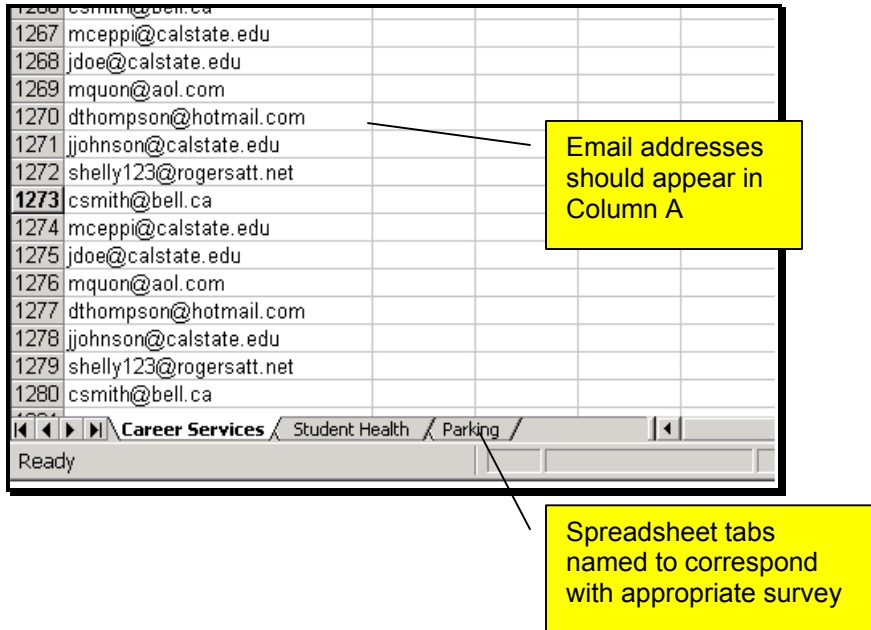 1267 mceppi@calstate.edu
1268 jdoe@calstate.edu
1269 mquon@aol.com
1270 dthompson@hotmail.com
1271 jjohnson@calstate.edu
1272 shelly123@rogersatt.net
1273 csmith@bell.ca
1274 mceppi@calstate.edu
1275 jdoe@calstate.edu
1276 mquon@aol.com
1277 dthompson@hotmail.com
1278 jjohnson@calstate.edu
1279 shelly123@rogersatt.net
1280 csmith@bell.ca
Email addresses
should appear in
Column A
Career Services Student Health Parking
Ready
Spreadsheet tabs
named to correspond
with appropriate survey